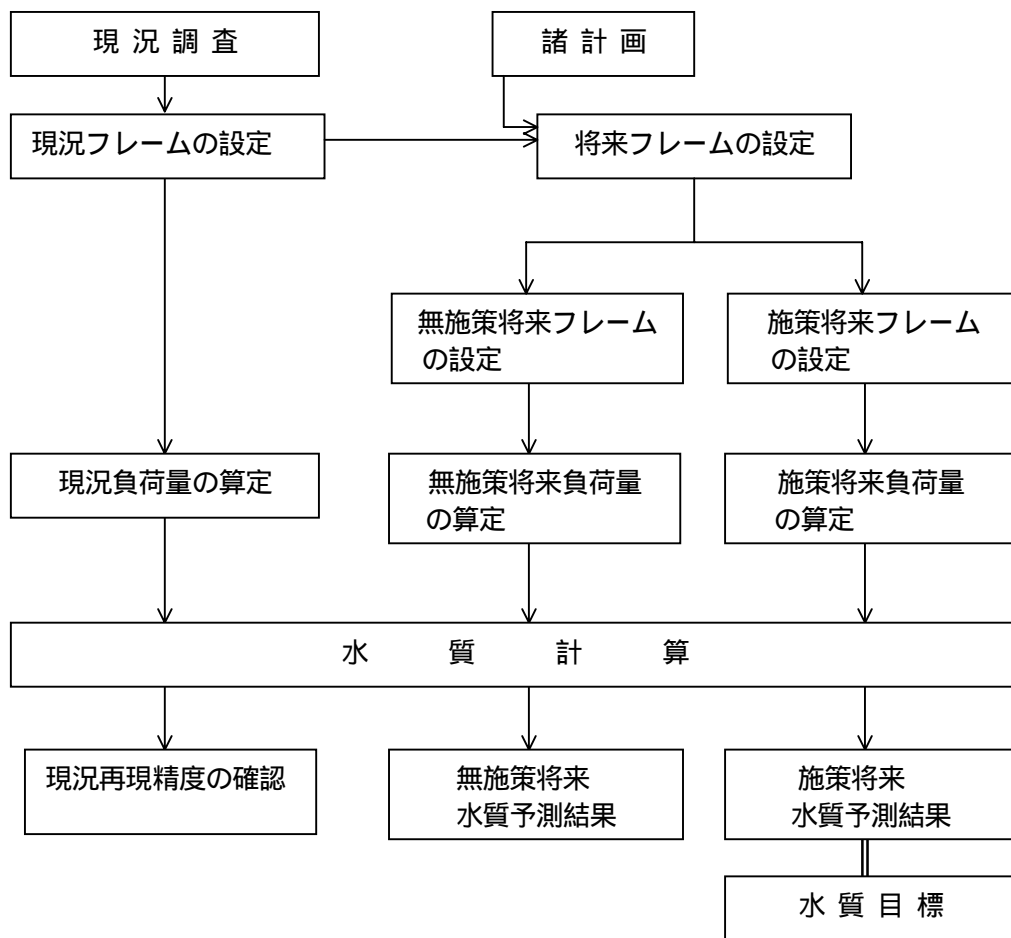 現 況 調 査
諸 計 画
現況フレームの設定
将来フレームの設定
無施策将来フレーム
の設定
施策将来フレーム
の設定
現況負荷量の算定
無施策将来負荷量
の算定
施策将来負荷量
の算定
水 質 計 算
現況再現精度の確認
無施策将来
水質予測結果
施策将来
水質予測結果
水 質 目 標